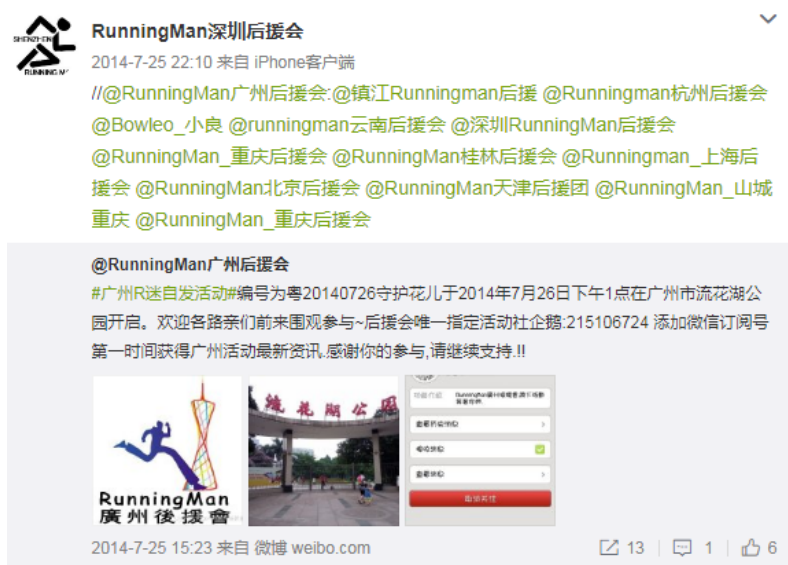 SHENZHEN
RUNNING M
RunningMan深圳后援会
2014-7-25 22:10 来自 iPhone客户端
//@RunningMan广州后援会:@镇江Runningman后援 @Runningman杭州后援会
@Bowleo_小良 @runningman云南后援会 @深圳RunningMan后援会
@RunningMan_重庆后援会 @RunningMan桂林后援会 @Runningman_上海后
援会 @RunningMan北京后援会 @RunningMan天津后援团 @RunningMan_山城
重庆 @RunningMan_重庆后援会
@RunningMan广州后援会
#广州R迷自发活动#编号为粤20140726守护花儿于2014年7月26日下午1点在广州市流花湖公
园开启。欢迎各路亲们前来围观参与~后援会唯一指定活动社企鹅:215106724 添加微信订阅号
第一时间获得广州活动最新资讯.感谢你的参与,请继续支持.!!
RunningMan
廣州後援會
流花湖公园
2014-7-25 15:23 来自 微博 weibo.com
13
1
6